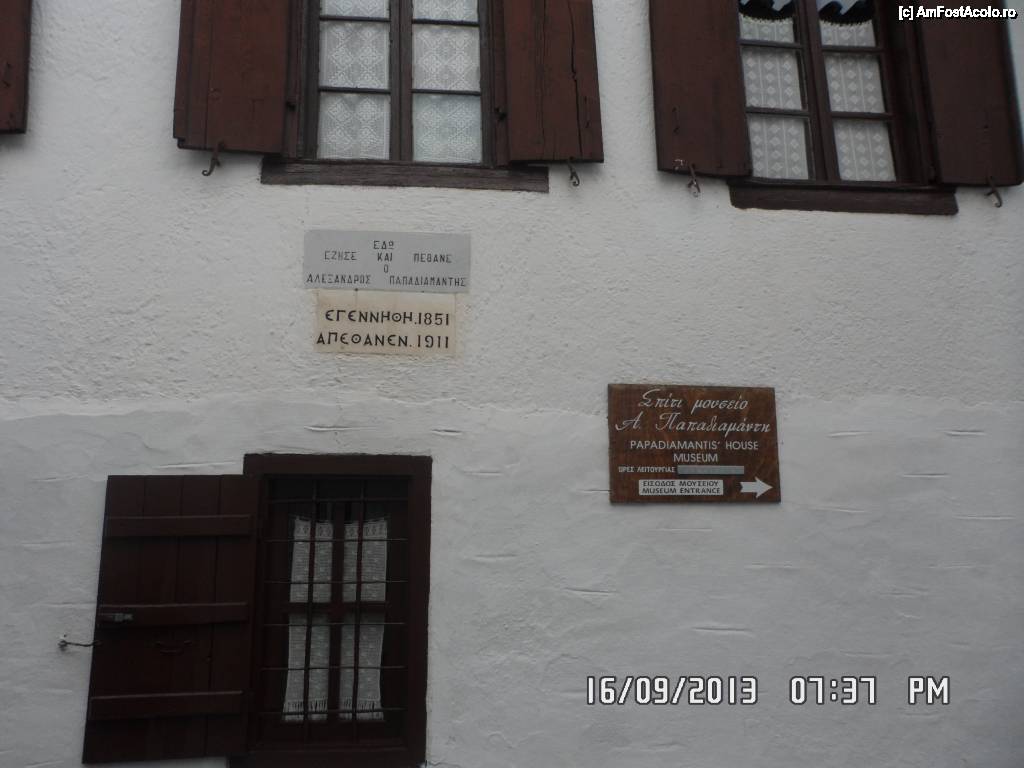 [c] AmFostAcolo.ro
ΕΔΩ
ΕΖΗΣΕ ΚΑΙ ΠΕΘΑΝΕ
Ο
ΑΛΕΞΑΝΔΡΟΣ ΠΑΠΑΔΙΑΜΑΝΤΗΣ
ΕΓΕΝΝΗΘΗ.1851
ΑΠΕΘΑΝΕΝ.1911
Σπίτι μουσείο
Α. Παπαδιαμάντη
PAPADIAMANTIS' HOUSE
MUSEUM
ΩΡΕΣ ΛΕΙΤΟΥΡΓΙΑΣ
ΕΙΣΟΔΟΣ ΜΟΥΣΕΙΟΥ
MUSEUM ENTRANCE
16/09/2013 07:37 PM